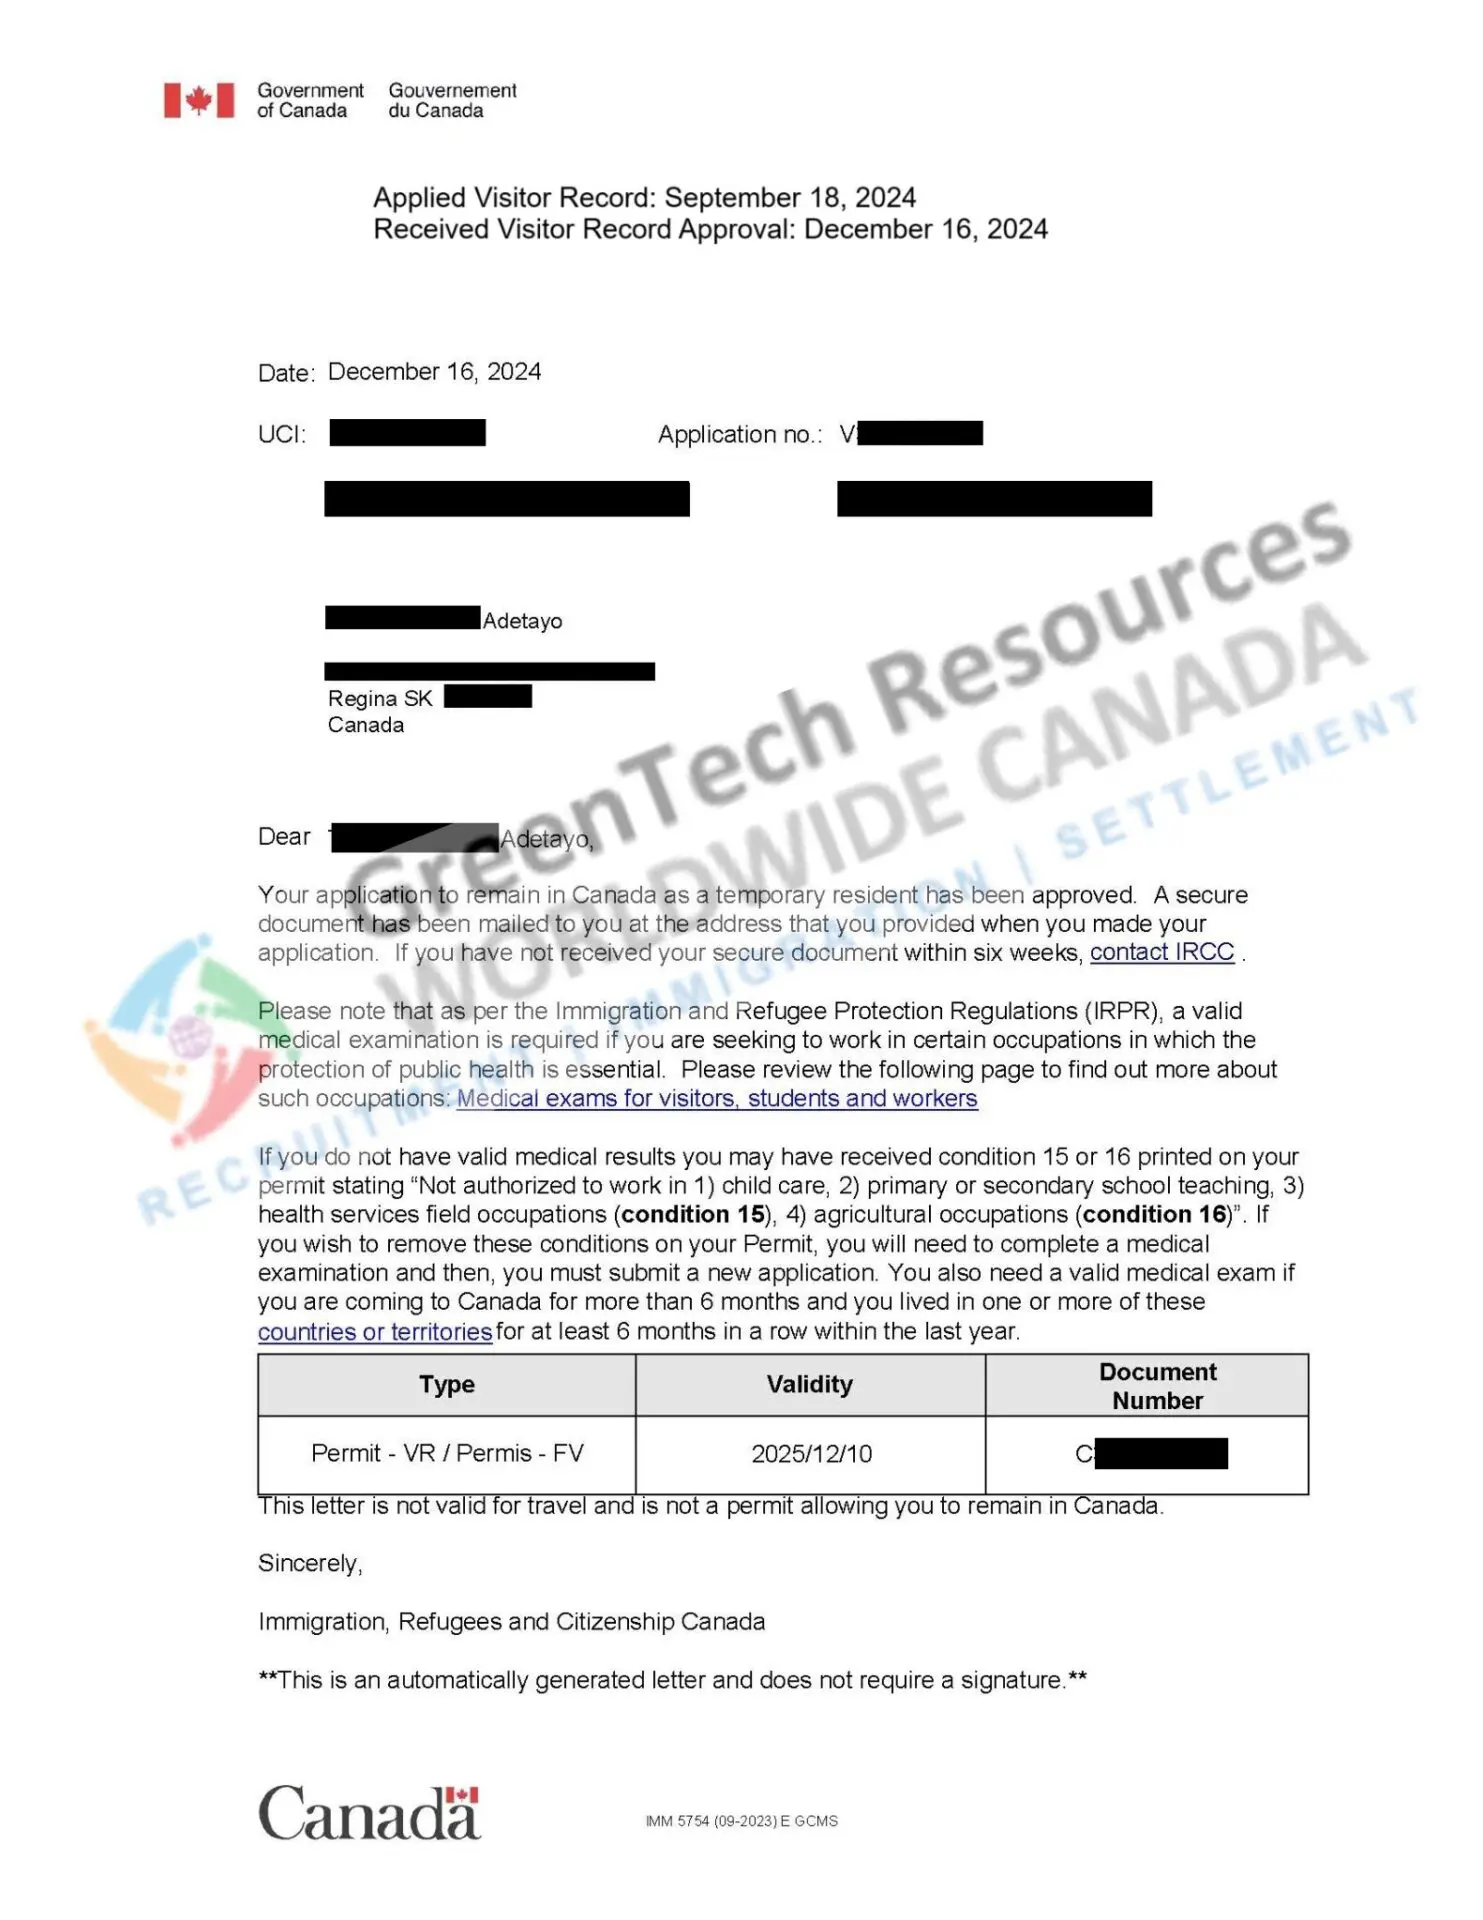 Government of Canada
Gouvernement du Canada
Applied Visitor Record: September 18, 2024
Received Visitor Record Approval: December 16, 2024
Date: December 16, 2024
UCI: Application no.: V
Adetayo
Regina SK
Canada
Dear Adetayo,
Your application to remain in Canada as a temporary resident has been approved. A secure
document has been mailed to you at the address that you provided when you made your
application. If you have not received your secure document within six weeks, contact IRCC .
Please note that as per the Immigration and Refugee Protection Regulations (IRPR), a valid
medical examination is required if you are seeking to work in certain occupations in which the
protection of public health is essential. Please review the following page to find out more about
such occupations: Medical exams for visitors, students and workers
If you do not have valid medical results you may have received condition 15 or 16 printed on your
permit stating “Not authorized to work in 1) child care, 2) primary or secondary school teaching, 3)
health services field occupations (condition 15), 4) agricultural occupations (condition 16)”. If
you wish to remove these conditions on your Permit, you will need to complete a medical
examination and then, you must submit a new application. You also need a valid medical exam if
you are coming to Canada for more than 6 months and you lived in one or more of these
countries or territories for at least 6 months in a row within the last year.
Type Validity Document Number
Permit - VR / Permis - FV 2025/12/10 C
This letter is not valid for travel and is not a permit allowing you to remain in Canada.
Sincerely,
Immigration, Refugees and Citizenship Canada
**This is an automatically generated letter and does not require a signature.**
Canada
IMM 5754 (09-2023) E GCMS
GreenTech Resources
WORLDWIDE CANADA
RECRUITMENT | IMMIGRATION | SETTLEMENT